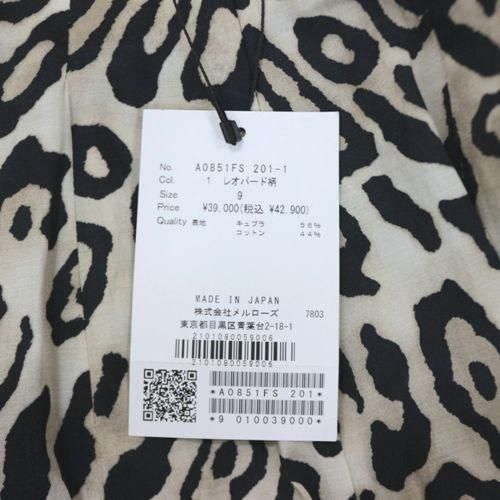 No. A0851FS 201-1
Col. 1 レオパード柄
Size 9
Price ¥39,000(税込 ¥42,900)
Quality 表地 キュプラ 56%
コットン 44%
MADE IN JAPAN
株式会社メルローズ 7803
東京都目黒区青葉台2-18-1
2101080059006
2101080059006
*A0851FS 201*
*9 010039000*